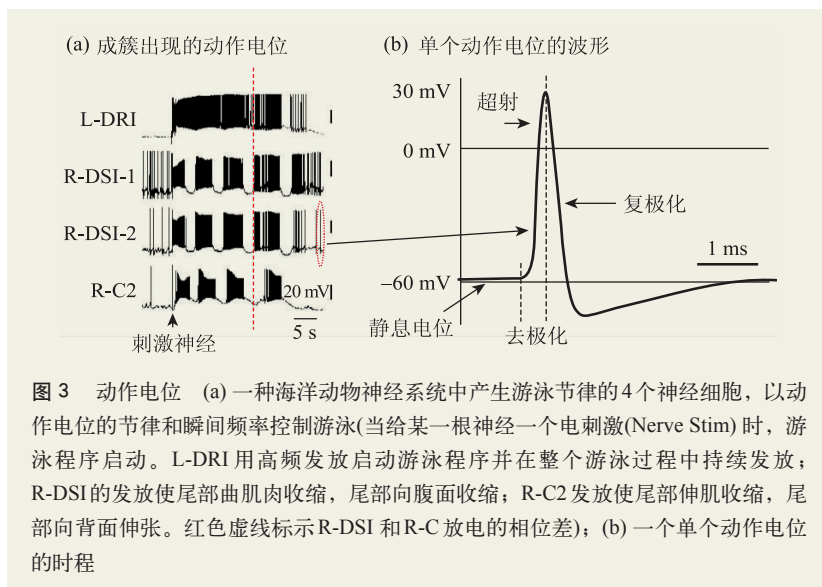 (a) 成簇出现的动作电位
(b) 单个动作电位的波形
L-DRI
R-DSI-1
R-DSI-2
R-C2
20 mV
5 s
刺激神经
30 mV
超射
0 mV
复极化
1 ms
–60 mV
静息电位
去极化
图 3 动作电位 (a) 一种海洋动物神经系统中产生游泳节律的4个神经细胞，以动
作电位的节律和瞬间频率控制游泳(当给某一根神经一个电刺激(Nerve Stim) 时，游
泳程序启动。L-DRI 用高频发放启动游泳程序并在整个游泳过程中持续发放；
R-DSI的发放使尾部曲肌肉收缩，尾部向腹面收缩；R-C2发放使尾部伸肌收缩，尾
部向背面伸张。红色虚线标示R-DSI 和R-C放电的相位差)；(b) 一个单个动作电位
的时程